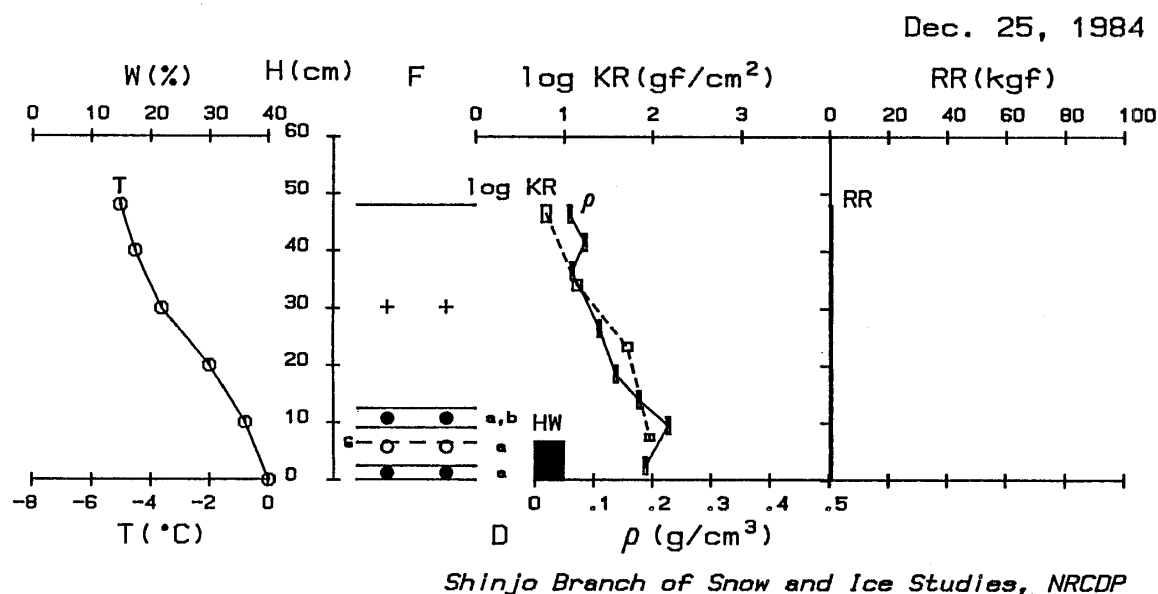 Dec. 25, 1984
W(%) H(cm) F log KR(gf/cm²) RR(kgf)
0 10 20 30 40 0 1 2 3 0 20 40 60 80 100
60
T 50 log KR ρ RR
40
30
20
10 a,b HW
a
0 a
-8 -6 -4 -2 0 0 .1 .2 .3 .4 .5
T(°C) D ρ(g/cm³)
Shinjo Branch of Snow and Ice Studies, NRCDP